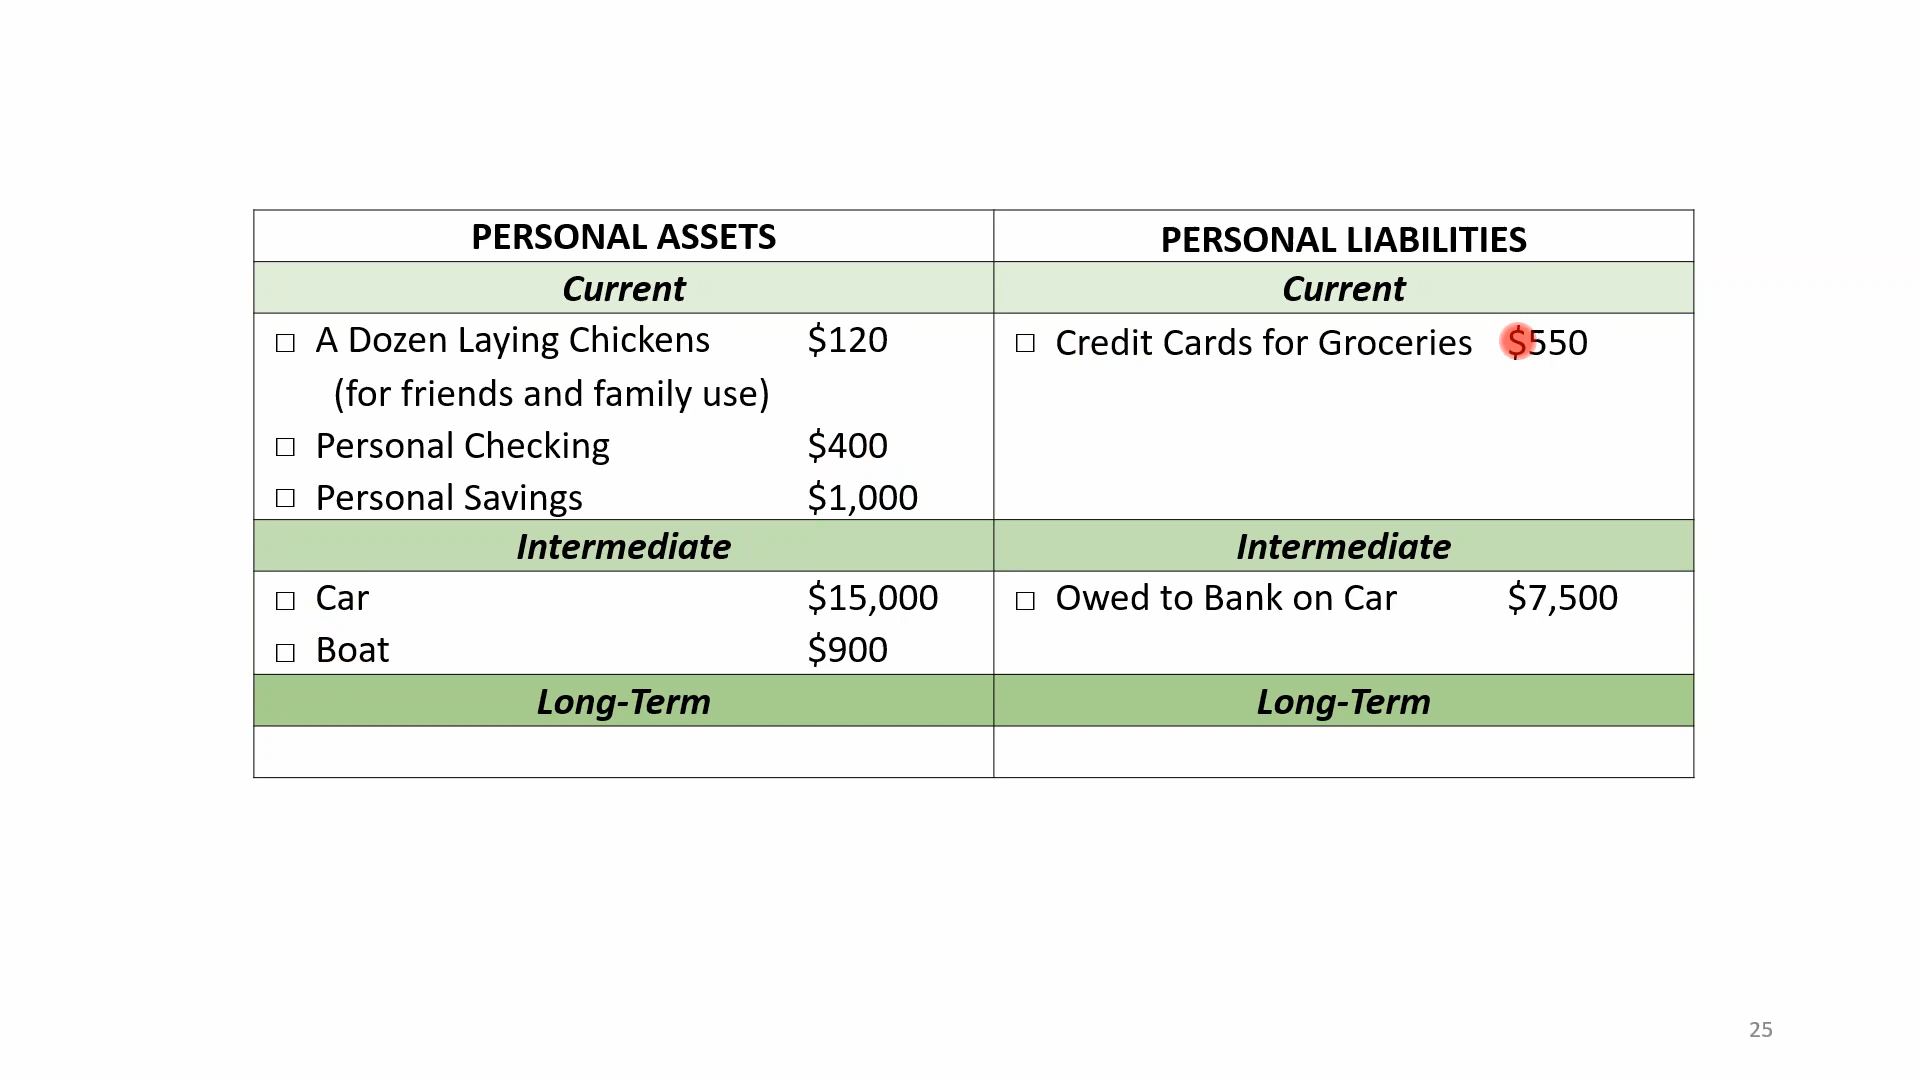 PERSONAL ASSETS PERSONAL LIABILITIES
Current Current
□ A Dozen Laying Chickens $120 □ Credit Cards for Groceries $550
(for friends and family use)
□ Personal Checking $400
□ Personal Savings $1,000
Intermediate Intermediate
□ Car $15,000 □ Owed to Bank on Car $7,500
□ Boat $900
Long-Term Long-Term
25